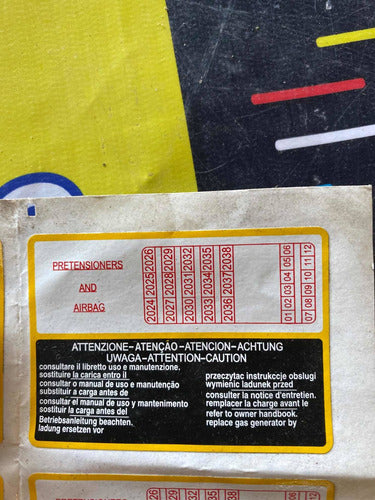 PRETENSIONERS
AND
AIRBAG
2024 2025 2026
2027 2028 2029
2030 2031 2032
2033 2034 2035
2036 2037 2038
01 02 03 04 05 06
07 08 09 10 11 12
ATTENZIONE-ATENÇÃO-ATENCION-ACHTUNG
UWAGA-ATTENTION-CAUTION
consultare il libretto uso e manutenzione.
sostituire la carica entro il
consultar o manual de uso e manutenção
substituir a carga antes de
consultar el manual de uso y mantenimiento
sostituir la carga antes del
Betriebsanleitung beachten.
ladung ersetzen vor
przeczytac instrukccje obslugi
wymienic ladunek przed
consulter la notice d'entretien.
remplacer la charge avant le
refer to owner handbook.
replace gas generator by
PRETENSIONERS